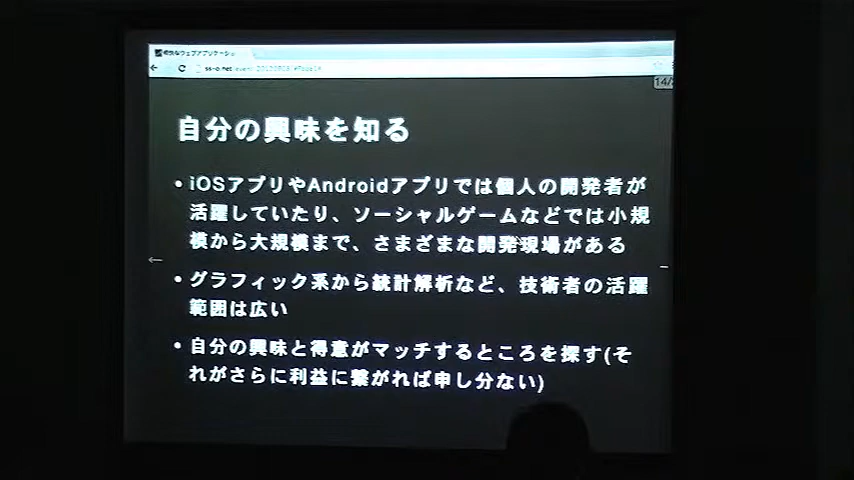 14/
自分の興味を知る
• iOSアプリやAndroidアプリでは個人の開発者が
活躍していたり、ソーシャルゲームなどでは小規
模から大規模まで、さまざまな開発現場がある
• グラフィック系から統計解析など、技術者の活躍
範囲は広い
• 自分の興味と得意がマッチするところを探す(そ
れがさらに利益に繋がれば申し分ない)